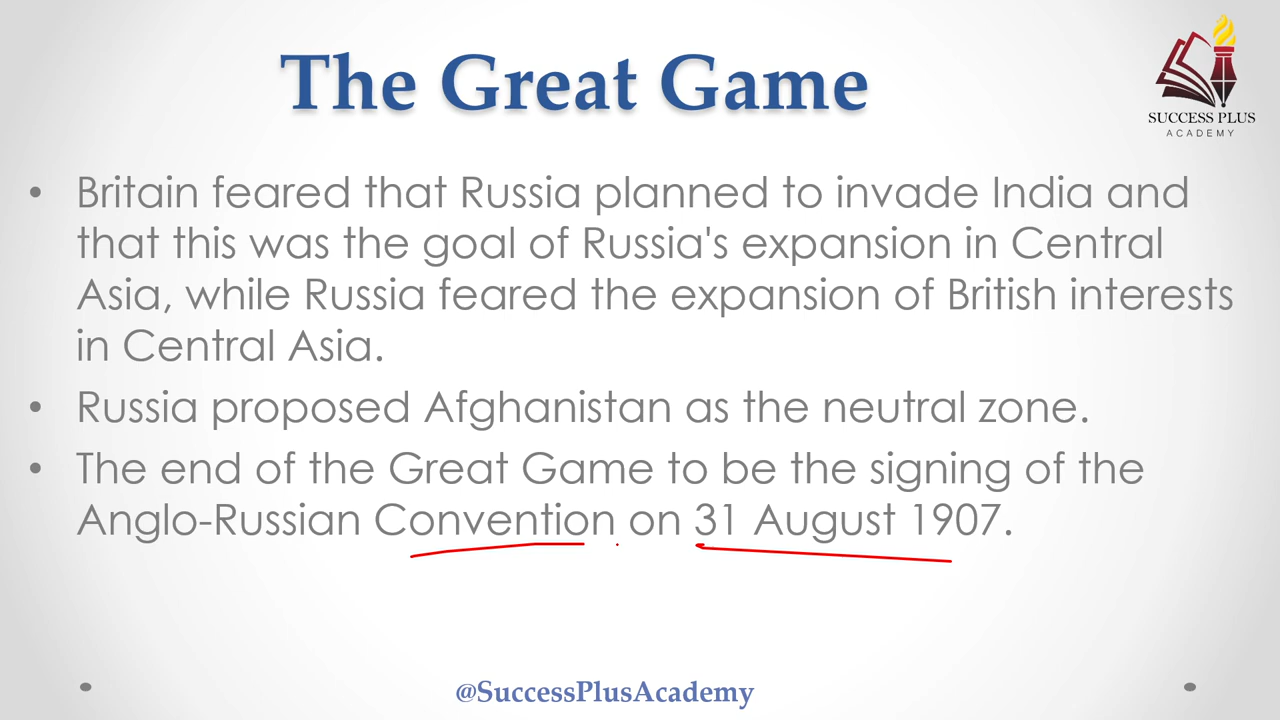 The Great Game
SUCCESS PLUS
ACADEMY
• Britain feared that Russia planned to invade India and
that this was the goal of Russia's expansion in Central
Asia, while Russia feared the expansion of British interests
in Central Asia.
• Russia proposed Afghanistan as the neutral zone.
• The end of the Great Game to be the signing of the
Anglo-Russian Convention on 31 August 1907.
@SuccessPlusAcademy